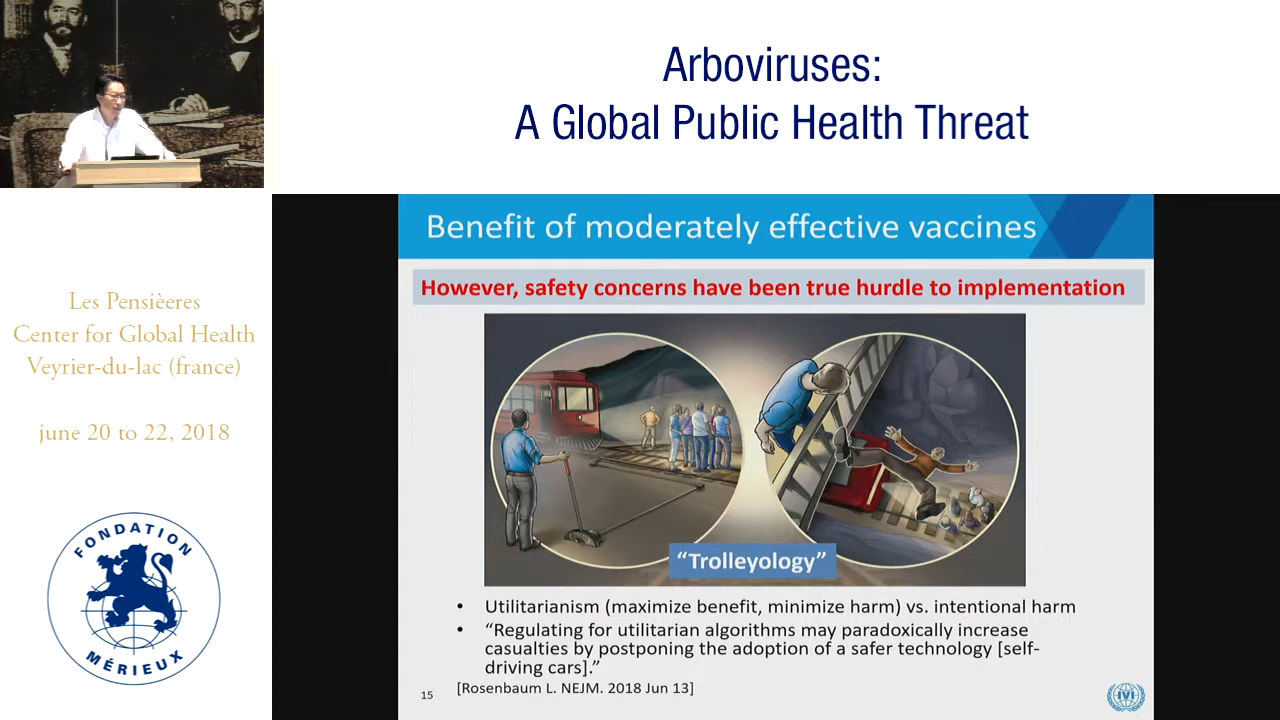 Arboviruses:
A Global Public Health Threat
Les Pensièeres
Center for Global Health
Veyrier-du-lac (france)
june 20 to 22, 2018
FONDATION
MÉRIEUX
Benefit of moderately effective vaccines
However, safety concerns have been true hurdle to implementation
“Trolleyology”
• Utilitarianism (maximize benefit, minimize harm) vs. intentional harm
• “Regulating for utilitarian algorithms may paradoxically increase
casualties by postponing the adoption of a safer technology [self-
driving cars].”
[Rosenbaum L. NEJM. 2018 Jun 13]
15
IVI